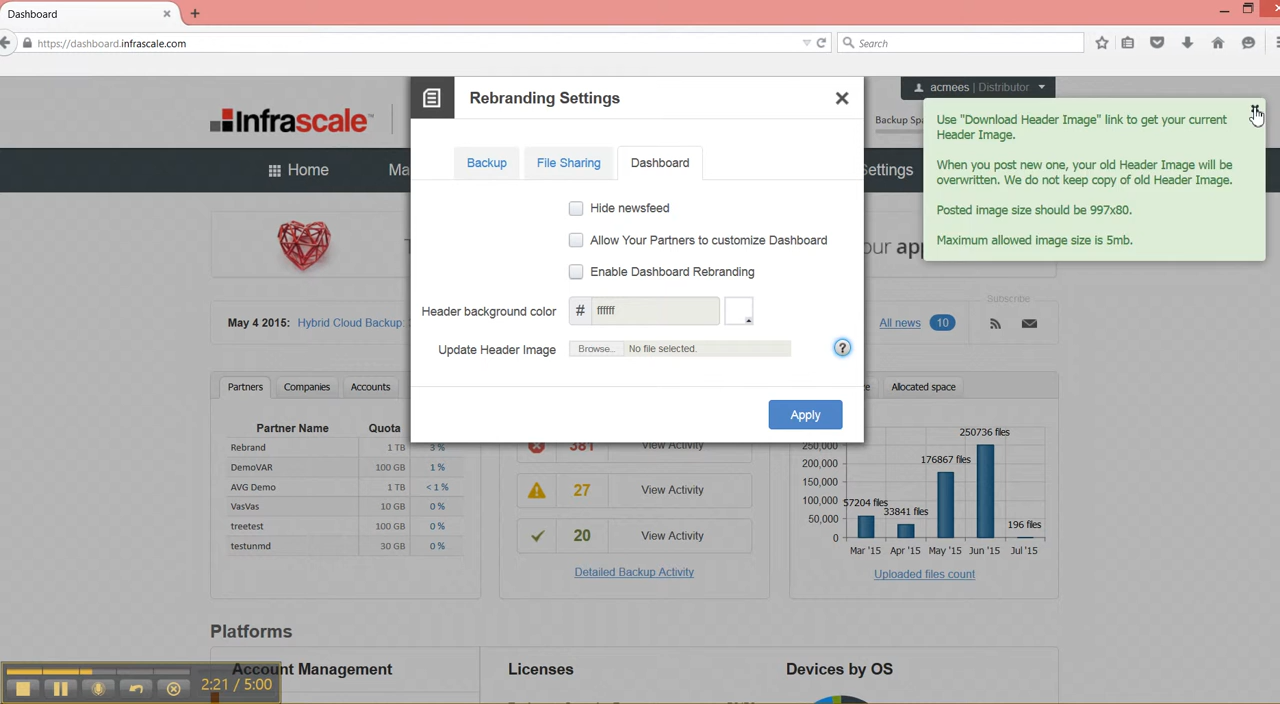 Dashboard
https://dashboard.infrascale.com
Search
Infrascale™
Rebranding Settings
acmees | Distributor
Backup Spa
Home
Ma
Settings
Use "Download Header Image" link to get your current
Header Image.
When you post new one, your old Header Image will be
overwritten. We do not keep copy of old Header Image.
Posted image size should be 997x80.
Maximum allowed image size is 5mb.
Backup
File Sharing
Dashboard
Hide newsfeed
Allow Your Partners to customize Dashboard
Enable Dashboard Rebranding
Header background color
#
ffffff
Update Header Image
Browse...
No file selected.
?
Apply
T
our app
May 4 2015:
Hybrid Cloud Backup.
All news
10
Subscribe
Partners
Companies
Accounts
Partner Name
Quota
Rebrand
1 TB
3 %
DemoVAR
100 GB
1 %
AVG Demo
1 TB
< 1 %
VasVas
10 GB
0 %
treetest
100 GB
0 %
testunmd
30 GB
0 %
381
View Activity
27
View Activity
20
View Activity
Detailed Backup Activity
Allocated space
250,000
200,000
150,000
100,000
50,000
0
57204 files
33841 files
176867 files
250736 files
196 files
Mar '15
Apr '15
May '15
Jun '15
Jul '15
Uploaded files count
Platforms
Account Management
Licenses
Devices by OS
2:21 / 5:00